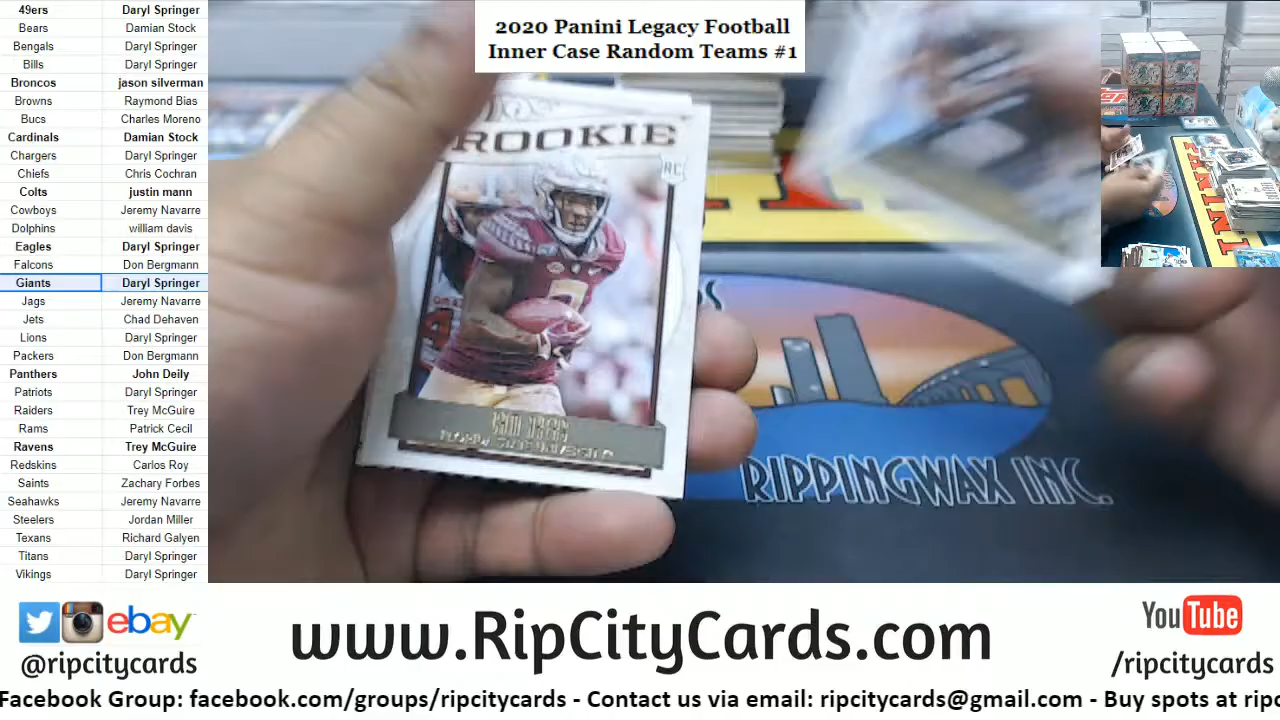 2020 Panini Legacy Football
Inner Case Random Teams #1
49ers Daryl Springer
Bears Damian Stock
Bengals Daryl Springer
Bills Daryl Springer
Broncos jason silverman
Browns Raymond Bias
Bucs Charles Moreno
Cardinals Damian Stock
Chargers Daryl Springer
Chiefs Chris Cochran
Colts justin mann
Cowboys Jeremy Navarre
Dolphins william davis
Eagles Daryl Springer
Falcons Don Bergmann
Giants Daryl Springer
Jags Jeremy Navarre
Jets Chad Dehaven
Lions Daryl Springer
Packers Don Bergmann
Panthers John Deily
Patriots Daryl Springer
Raiders Trey McGuire
Rams Patrick Cecil
Ravens Trey McGuire
Redskins Carlos Roy
Saints Zachary Forbes
Seahawks Jeremy Navarre
Steelers Jordan Miller
Texans Richard Galyen
Titans Daryl Springer
Vikings Daryl Springer
ROOKIE
RC
RIPPINGWAX INC.
ebay
@ripcitycards
www.RipCityCards.com
YouTube
/ripcitycards
Facebook Group: facebook.com/groups/ripcitycards - Contact us via email: ripcitycards@gmail.com - Buy spots at ripc